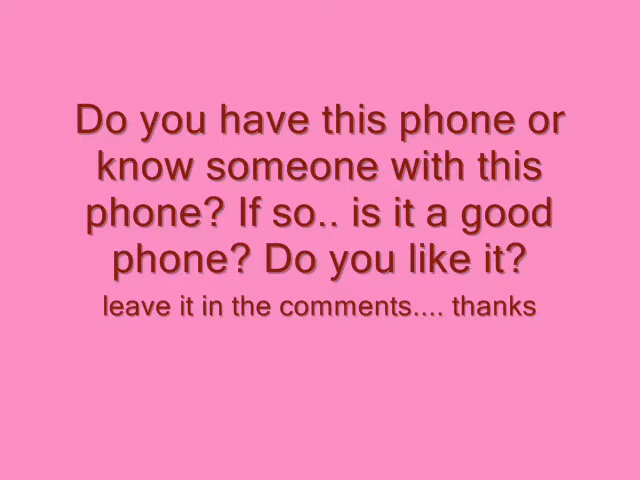 Do you have this phone or
know someone with this
phone? If so.. is it a good
phone? Do you like it?
leave it in the comments.... thanks